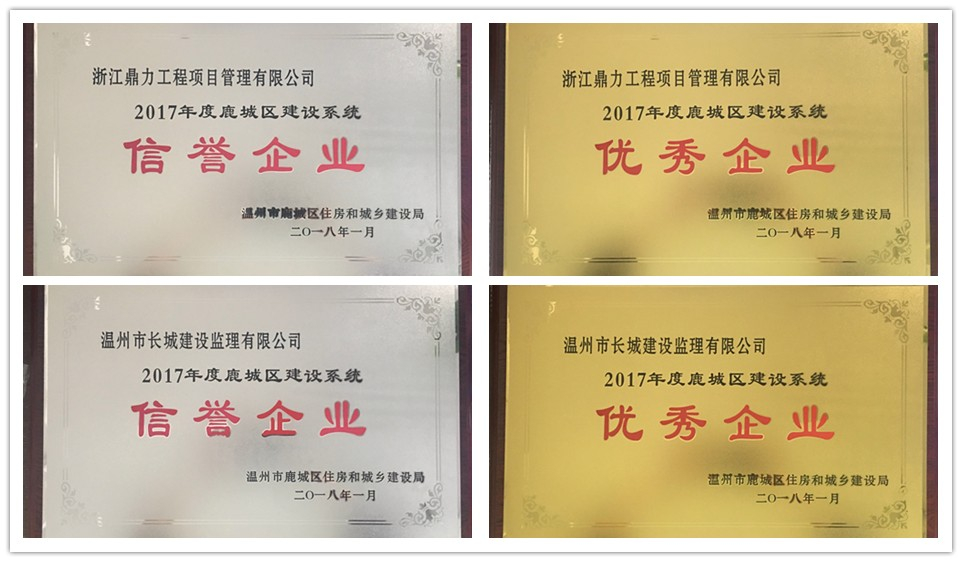 浙江鼎力工程项目管理有限公司
2017年度鹿城区建设系统
信誉企业
温州市鹿城区住房和城乡建设局
二〇一八年一月
浙江鼎力工程项目管理有限公司
2017年度鹿城区建设系统
优秀企业
温州市鹿城区住房和城乡建设局
二〇一八年一月
温州市长城建设监理有限公司
2017年度鹿城区建设系统
信誉企业
温州市鹿城区住房和城乡建设局
二〇一八年一月
温州市长城建设监理有限公司
2017年度鹿城区建设系统
优秀企业
温州市鹿城区住房和城乡建设局
二〇一八年一月